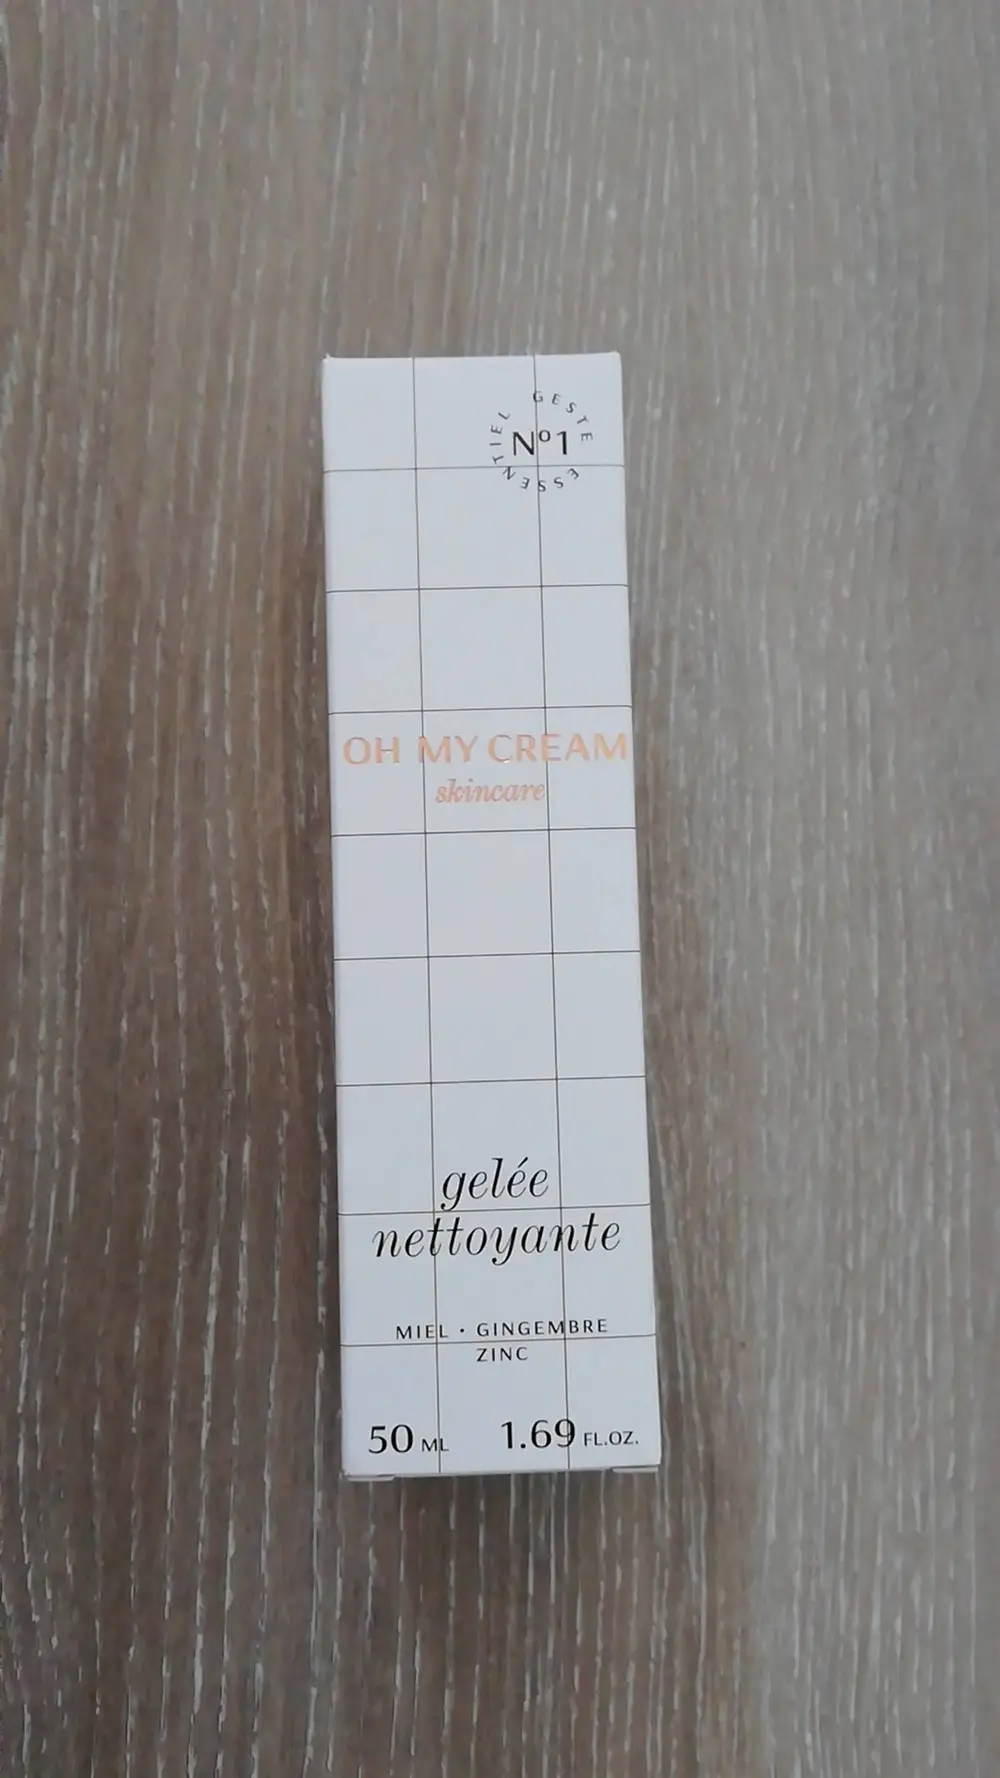 GESTE ESSENTIEL
Nº1
OH MY CREAM
skincare
gelée
nettoyante
MIEL • GINGEMBRE
ZINC
50 ML 1.69 FL.OZ.